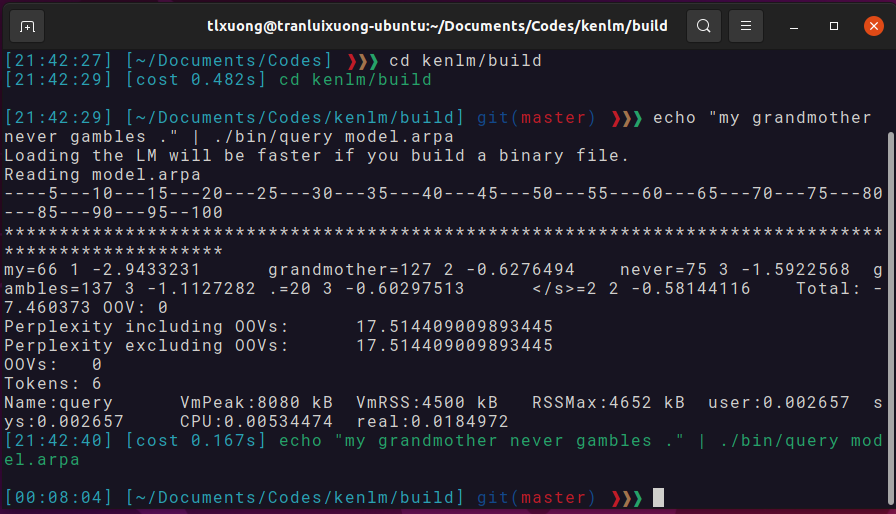 tlxuong@tranluixuong-ubuntu:~/Documents/Codes/kenlm/build
[21:42:27] [~/Documents/Codes] ❯❯❯ cd kenlm/build
[21:42:29] [cost 0.482s] cd kenlm/build
[21:42:29] [~/Documents/Codes/kenlm/build] git(master) ❯❯❯ echo "my grandmother
never gambles ." | ./bin/query model.arpa
Loading the LM will be faster if you build a binary file.
Reading model.arpa
----5---10---15---20---25---30---35---40---45---50---55---60---65---70---75---80
---85---90---95--100
********************************************************************************
********************
my=66 1 -2.9433231      grandmother=127 2 -0.6276494    never=75 3 -1.5922568  g
ambles=137 3 -1.1127282 .=20 3 -0.60297513      </s>=2 2 -0.58144116    Total: -
7.460373 OOV: 0
Perplexity including OOVs:      17.514409009893445
Perplexity excluding OOVs:      17.514409009893445
OOVs:   0
Tokens: 6
Name:query      VmPeak:8080 kB  VmRSS:4500 kB   RSSMax:4652 kB  user:0.002657  s
ys:0.002657     CPU:0.00534474  real:0.0184972
[21:42:40] [cost 0.167s] echo "my grandmother never gambles ." | ./bin/query mod
el.arpa
[00:08:04] [~/Documents/Codes/kenlm/build] git(master) ❯❯❯